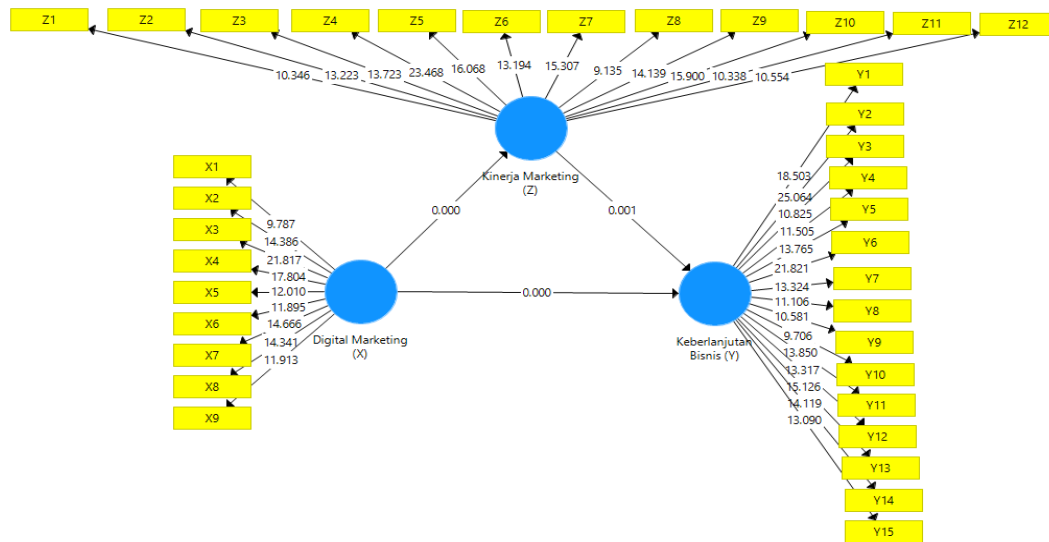 Z1 Z2 Z3 Z4 Z5 Z6 Z7 Z8 Z9 Z10 Z11 Z12
10.346 13.223 13.723 23.468 16.068 13.194 15.307 9.135 14.139 15.900 10.338 10.554
Kinerja Marketing
(Z)
0.000
0.001
X1
X2
X3
X4
X5
X6
X7
X8
X9
9.787
14.386
21.817
17.804
12.010
11.895
14.666
14.341
11.913
Digital Marketing
(X)
0.000
Keberlanjutan
Bisnis (Y)
18.503
25.064
10.825
11.505
13.765
21.821
13.324
11.106
10.581
9.706
13.850
13.317
15.126
14.119
13.090
Y1
Y2
Y3
Y4
Y5
Y6
Y7
Y8
Y9
Y10
Y11
Y12
Y13
Y14
Y15